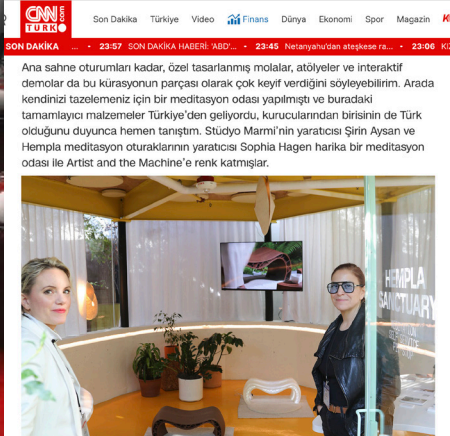 CNN
TÜRK
Son Dakika Türkiye Video Finans Dünya Ekonomi Spor Magazin
SON DAKİKA ... • 23:57 SON DAKİKA HABERİ: 'ABD'... • 23:45 Netanyahu'dan ateşkese ra... • 23:06
Ana sahne oturumları kadar, özel tasarlanmış molalar, atölyeler ve interaktif
demolar da bu kürasyonun parçası olarak çok keyif verdiğini söyleyebilirim. Arada
kendinizi tazelemeniz için bir meditasyon odası yapılmıştı ve buradaki
tamamlayıcı malzemeler Türkiye'den geliyordu, kurucularından birisinin de Türk
olduğunu duyunca hemen tanıştım. Stüdyo Marmi'nin yaratıcısı Şirin Aysan ve
Hempla meditasyon oturaklarının yaratıcısı Sophia Hagen harika bir meditasyon
odası ile Artist and the Machine'e renk katmışlar.
HEMPLA
SANCTUARY